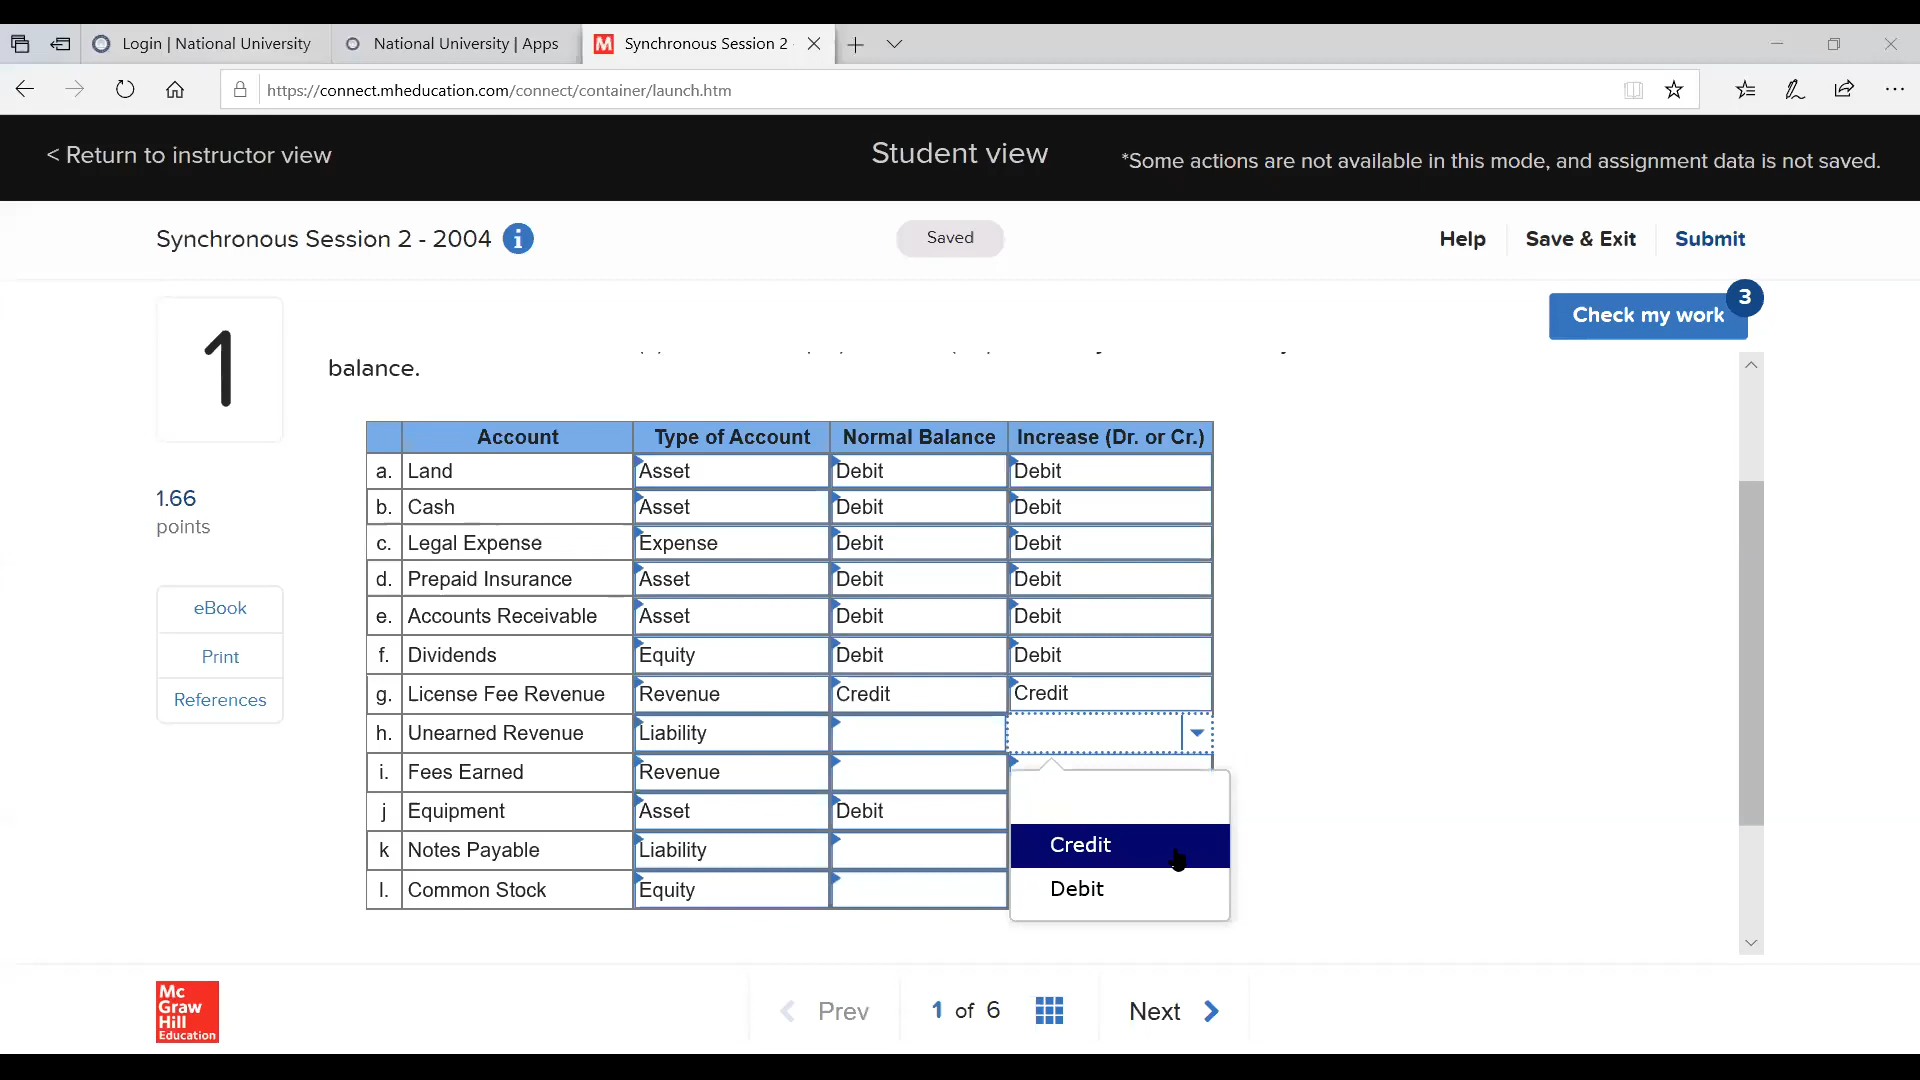 Login | National University
National University | Apps
Synchronous Session 2
https://connect.mheducation.com/connect/container/launch.htm
< Return to instructor view
Student view
*Some actions are not available in this mode, and assignment data is not saved.
Synchronous Session 2 - 2004 i
Saved
Help
Save & Exit
Submit
Check my work
3
1
balance.
1.66
points
eBook
Print
References
Account Type of Account Normal Balance Increase (Dr. or Cr.)
a. Land Asset Debit Debit
b. Cash Asset Debit Debit
c. Legal Expense Expense Debit Debit
d. Prepaid Insurance Asset Debit Debit
e. Accounts Receivable Asset Debit Debit
f. Dividends Equity Debit Debit
g. License Fee Revenue Revenue Credit Credit
h. Unearned Revenue Liability
i. Fees Earned Revenue
j Equipment Asset Debit
k Notes Payable Liability
l. Common Stock Equity
Credit
Debit
Mc
Graw
Hill
Education
Prev
1 of 6
Next